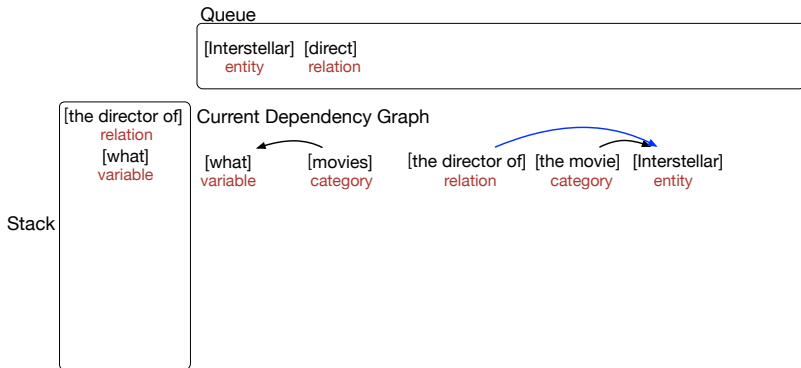 Queue
[Interstellar] [direct]
entity relation
[the director of]
relation
[what]
variable
Stack
Current Dependency Graph
[what] [movies] [the director of] [the movie] [Interstellar]
variable category relation category entity